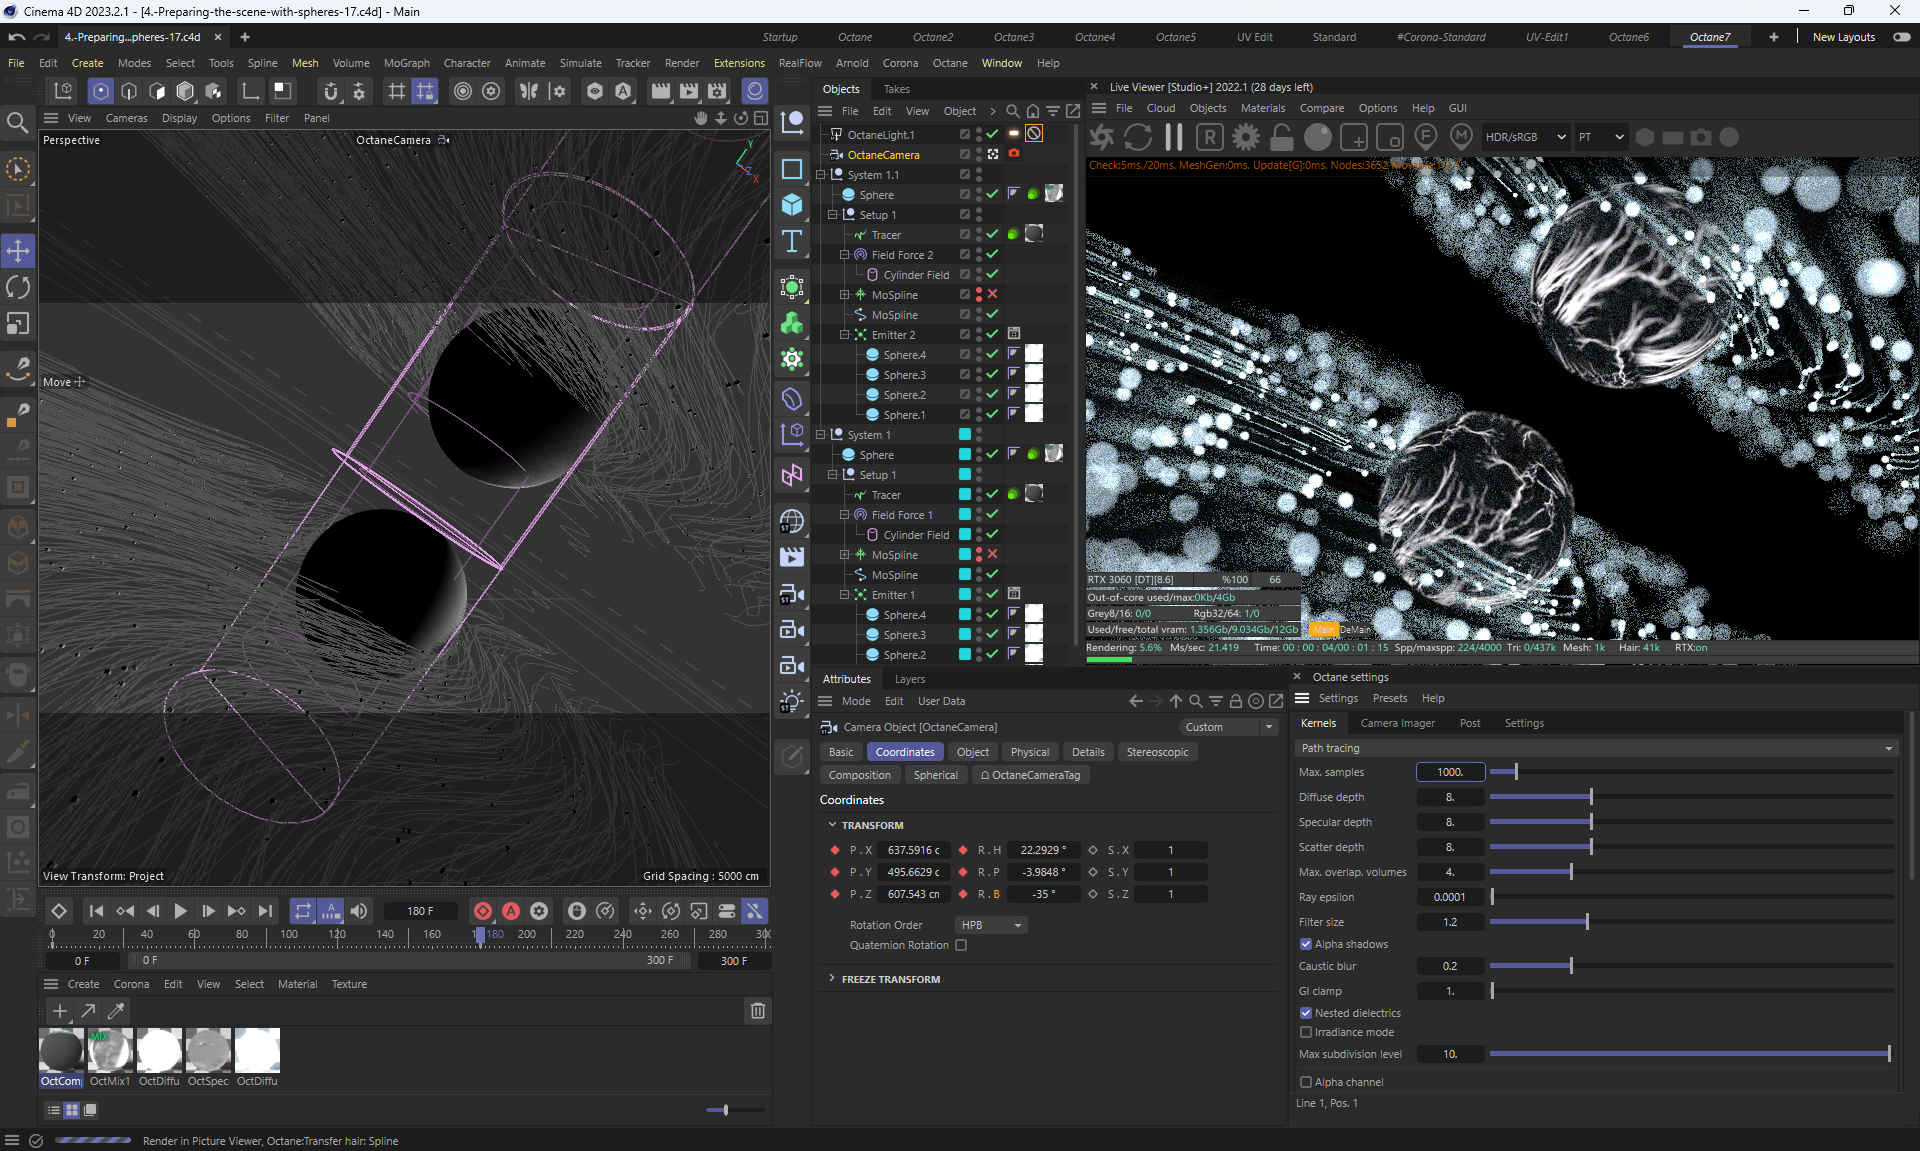 Cinema 4D 2023.2.1 - [4.-Preparing-the-scene-with-spheres-17.c4d] - Main
4.-Preparing...pheres-17.c4d
Startup Octane Octane2 Octane3 Octane4 Octane5 UV Edit Standard #Corona-Standard UV-Edit1 Octane6 Octane7 New Layouts
File Edit Create Modes Select Tools Spline Mesh Volume MoGraph Character Animate Simulate Tracker Render Extensions RealFlow Arnold Corona Octane Window Help
View Cameras Display Options Filter Panel
Perspective
OctaneCamera
Y
Z
X
Move
View Transform: Project
Grid Spacing : 5000 cm
Objects Takes
File Edit View Object
OctaneLight.1
OctaneCamera
System 1.1
Sphere
Setup 1
Tracer
Field Force 2
Cylinder Field
MoSpline
MoSpline
Emitter 2
Sphere.4
Sphere.3
Sphere.2
Sphere.1
System 1
Sphere
Setup 1
Tracer
Field Force 1
Cylinder Field
MoSpline
MoSpline
Emitter 1
Sphere.4
Sphere.3
Sphere.2
Live Viewer [Studio+] 2022.1 (28 days left)
File Cloud Objects Materials Compare Options Help GUI
HDR/sRGB PT
Check:5ms./20ms. MeshGen:0ms. Update[G]:0ms. Nodes:3652
RTX 3060 [DT][8.6] %100 66
Out-of-core used/max:0Kb/4Gb
Grey8/16: 0/0 Rgb32/64: 1/0
Used/free/total vram: 1.356Gb/9.034Gb/12Gb Main DeMain
Rendering: 5.6% Ms/sec: 21.419 Time: 00 : 00 : 04/00 : 01 : 15 Spp/maxspp: 224/4000 Tri: 0/437k Mesh: 1k Hair: 41k RTX:on
Attributes Layers
Mode Edit User Data
Camera Object [OctaneCamera]
Custom
Basic Coordinates Object Physical Details Stereoscopic
Composition Spherical OctaneCameraTag
Coordinates
TRANSFORM
P . X 637.5916 c R . H 22.2929 ° S . X 1
P . Y 495.6629 c R . P -3.9848 ° S . Y 1
P . Z 607.543 cn R . B -35 ° S . Z 1
Rotation Order HPB
Quaternion Rotation
FREEZE TRANSFORM
Octane settings
Settings Presets Help
Kernels Camera Imager Post Settings
Path tracing
Max. samples 1000.
Diffuse depth 8.
Specular depth 8.
Scatter depth 8.
Max. overlap. volumes 4.
Ray epsilon 0.0001
Filter size 1.2
Alpha shadows
Caustic blur 0.2
GI clamp 1.
Nested dielectrics
Irradiance mode
Max subdivision level 10.
Alpha channel
Line 1, Pos. 1
180 F
0 20 40 60 80 100 120 140 160 180 200 220 240 260 280 30
0 F 0 F 300 F 300 F
Create Corona Edit View Select Material Texture
MIX
OctCom OctMix1 OctDiffu OctSpec OctDiffu
Render in Picture Viewer, Octane:Transfer hair: Spline